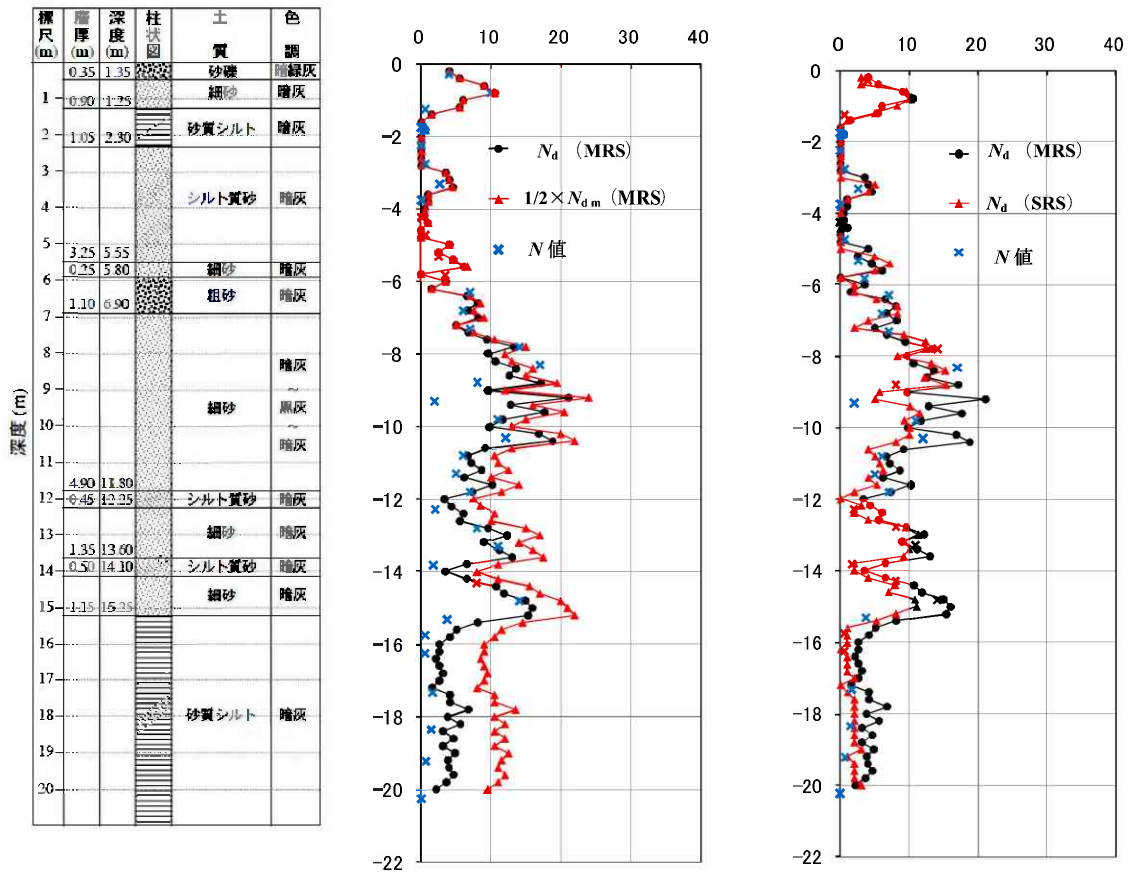 標尺(m) 層厚(m) 深度(m) 柱状図 土質 色調
0.35 1.35 砂礫 暗緑灰
1 0.90 1.25 細砂 暗灰
2 1.05 2.30 砂質シルト 暗灰
3
4 シルト質砂 暗灰
5 3.25 5.55
0.25 5.80 細砂 暗灰
6
1.10 6.90 粗砂 暗灰
7
8 暗灰
9 ~
細砂 黒灰
10 ~
暗灰
11
4.90 11.80
12 0.45 12.25 シルト質砂 暗灰
13 細砂 暗灰
1.35 13.60
14 0.50 14.10 シルト質砂 暗灰
細砂 暗灰
15 1.15 15.25
16
17
18 砂質シルト 暗灰
19
20
深度 (m)
0 10 20 30 40
0
−2
−4
−6
−8
−10
−12
−14
−16
−18
−20
−22
Nd (MRS)
1/2×Ndm (MRS)
N値
0 10 20 30 40
0
−2
−4
−6
−8
−10
−12
−14
−16
−18
−20
−22
Nd (MRS)
Nd (SRS)
N値